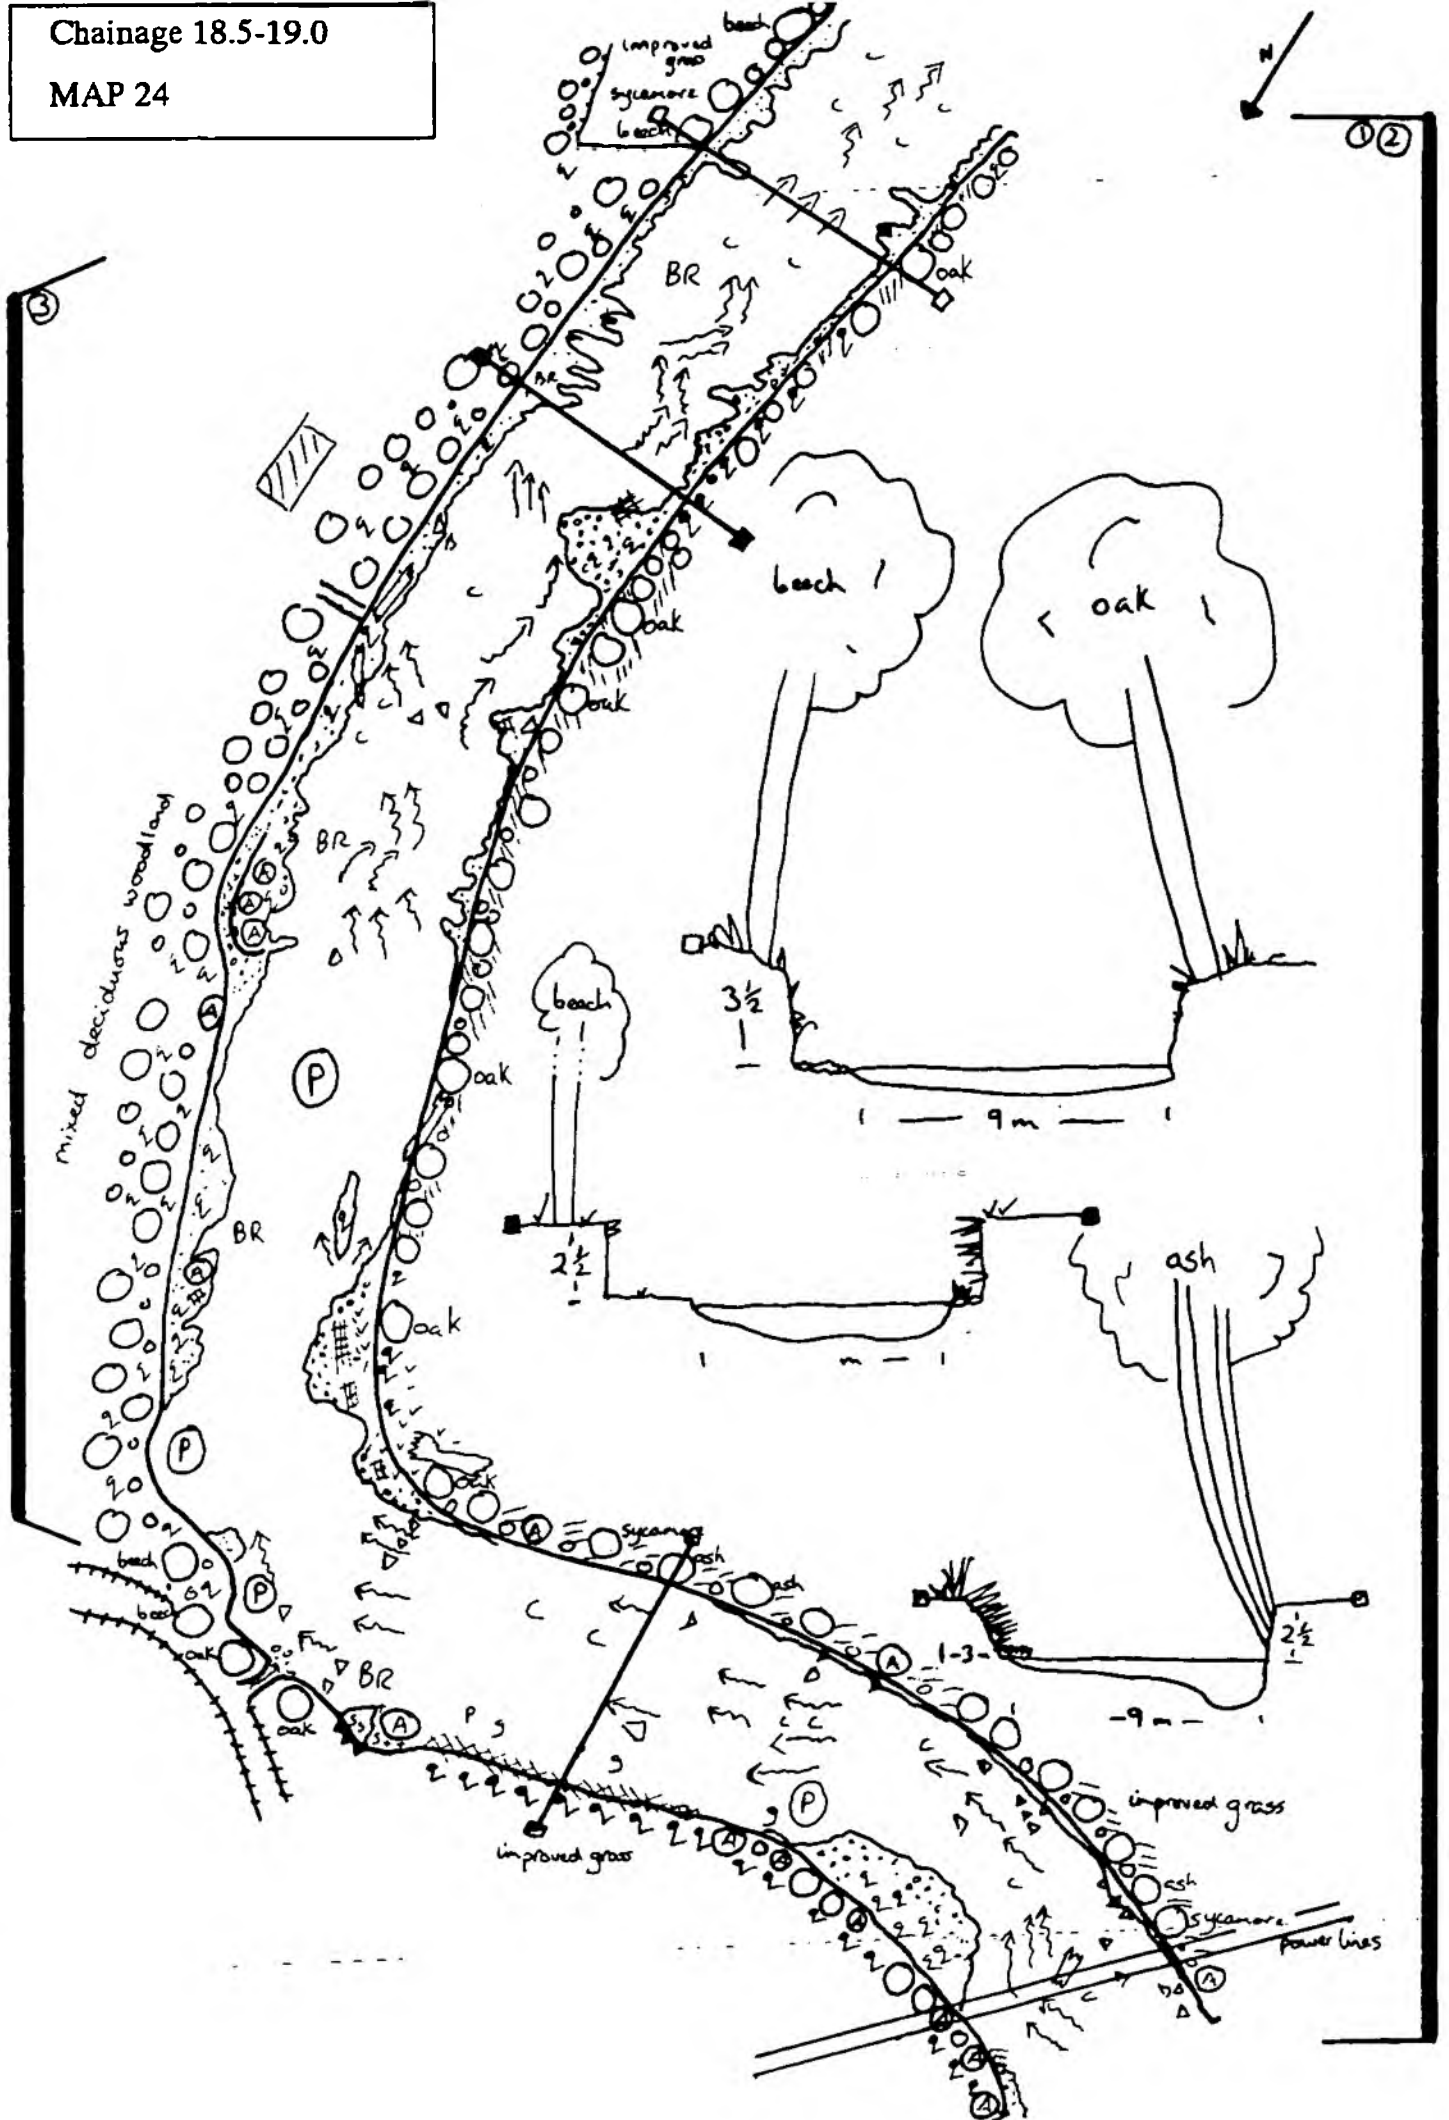 Chainage 18.5-19.0
MAP 24
beech
improved
grass
sycamore
beech
N
① ②
③
BR
oak
BR
beech
oak
oak
oak
BR
A
A
A
mixed deciduous woodland
A
3½
beech
P
oak
9m
BR
2½
ash
A
oak
m
P
oak
A
sycamore
ash
ash
beech
P
beech
oak
A
1-3-
2½
BR
oak
A
P
g
g
-9m-
P
improved grass
g
A
A
improved grass
A
ash
sycamore
power lines
A
A
A
A